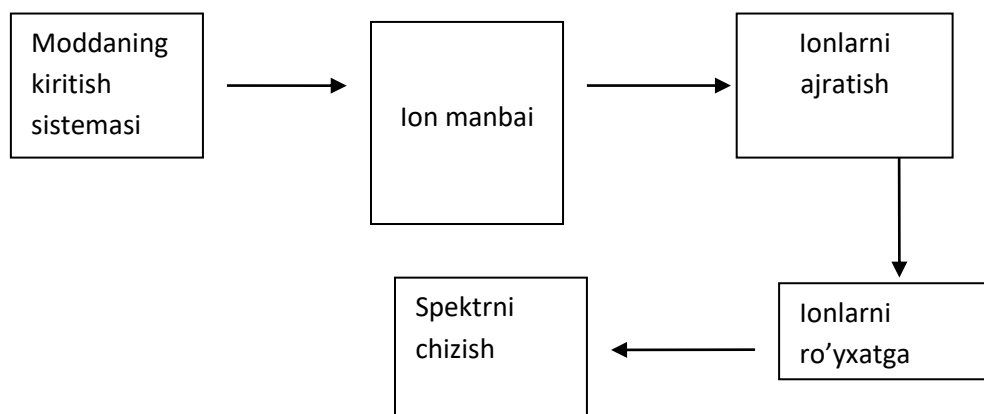 Moddaning
kiritish
sistemasi
Ion manbai
Ionlarni
ajratish
Ionlarni
ro’yxatga
Spektrni
chizish